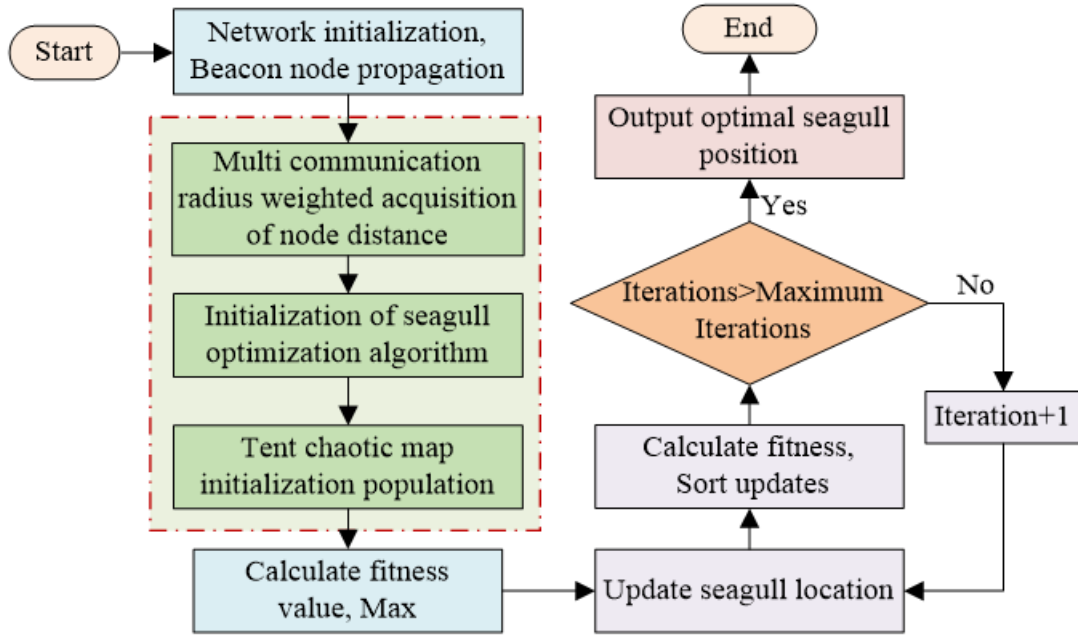 Start
Network initialization,
Beacon node propagation
Multi communication
radius weighted acquisition
of node distance
Initialization of seagull
optimization algorithm
Tent chaotic map
initialization population
Calculate fitness
value, Max
Update seagull location
Calculate fitness,
Sort updates
Iterations>Maximum
Iterations
No
Iteration+1
Yes
Output optimal seagull
position
End